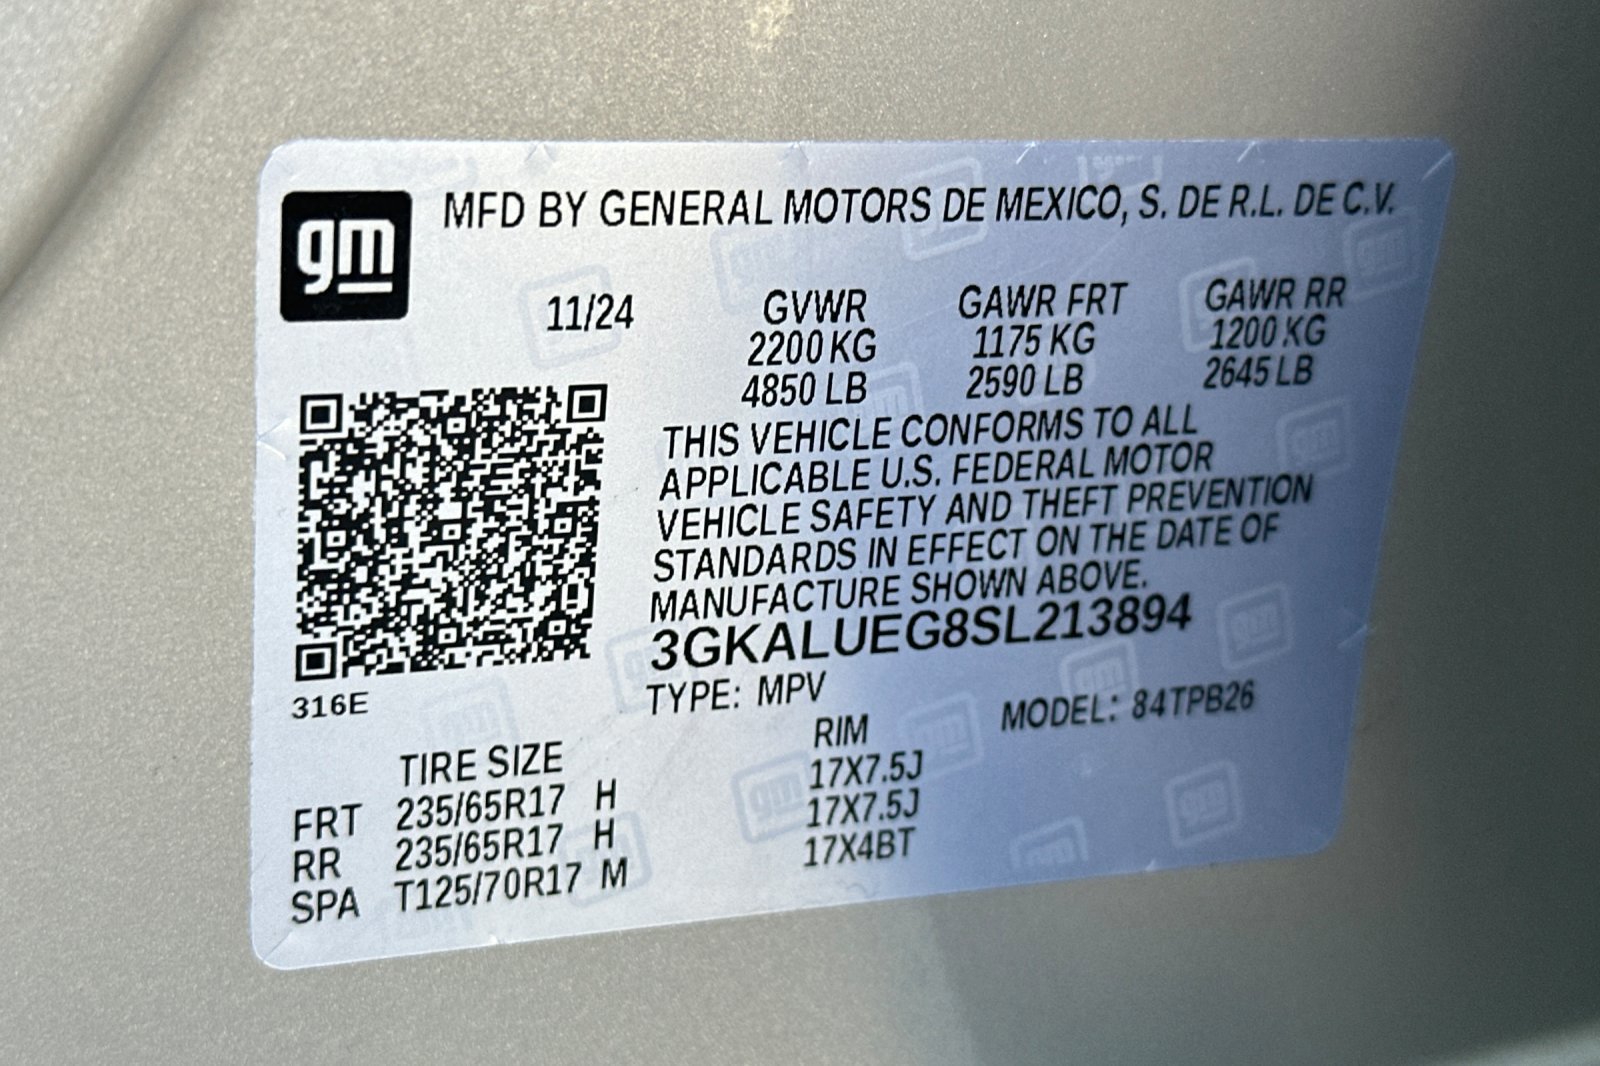 gm
MFD BY GENERAL MOTORS DE MEXICO, S. DE R.L. DE C.V.
11/24 GVWR GAWR FRT GAWR RR
2200 KG 1175 KG 1200 KG
4850 LB 2590 LB 2645 LB
THIS VEHICLE CONFORMS TO ALL
APPLICABLE U.S. FEDERAL MOTOR
VEHICLE SAFETY AND THEFT PREVENTION
STANDARDS IN EFFECT ON THE DATE OF
MANUFACTURE SHOWN ABOVE.
3GKALUEG8SL213894
316E
TYPE: MPV MODEL: 84TPB26
TIRE SIZE RIM
FRT 235/65R17 H 17X7.5J
RR 235/65R17 H 17X7.5J
SPA T125/70R17 M 17X4BT